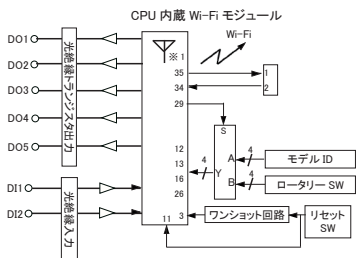 CPU 内蔵 Wi-Fi モジュール
Wi-Fi
※1
DO1
DO2
DO3
DO4
DO5
光絶縁トランジスタ出力
DI1
DI2
光絶縁入力
35
34
29
12
13
16
26
11
3
1
2
S
A
B
Y
4
4
4
モデル ID
ロータリー SW
ワンショット回路
リセット
SW